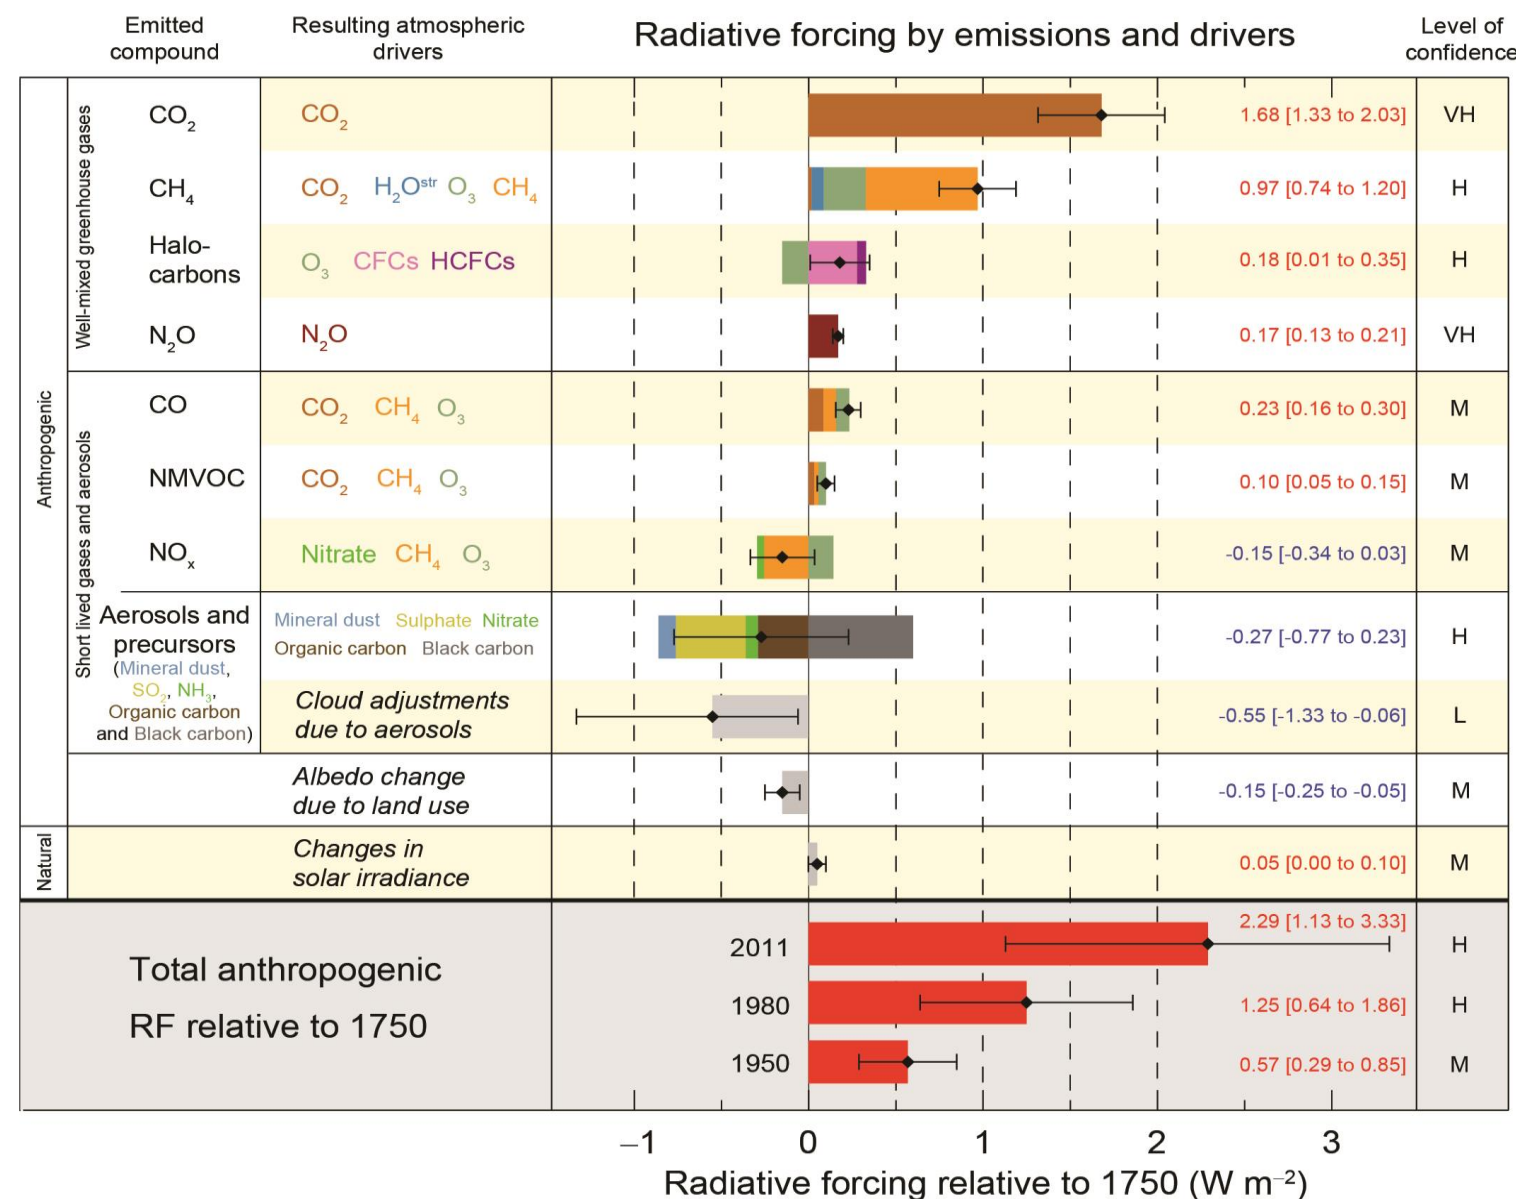 Emitted compound
Resulting atmospheric drivers
Radiative forcing by emissions and drivers
Level of confidence
Anthropogenic
Well-mixed greenhouse gases
CO₂
CO₂
1.68 [1.33 to 2.03]
VH
CH₄
CO₂ H₂Oˢᵗʳ O₃ CH₄
0.97 [0.74 to 1.20]
H
Halo-
carbons
O₃ CFCs HCFCs
0.18 [0.01 to 0.35]
H
N₂O
N₂O
0.17 [0.13 to 0.21]
VH
Short lived gases and aerosols
CO
CO₂ CH₄ O₃
0.23 [0.16 to 0.30]
M
NMVOC
CO₂ CH₄ O₃
0.10 [0.05 to 0.15]
M
NOₓ
Nitrate CH₄ O₃
-0.15 [-0.34 to 0.03]
M
Aerosols and
precursors
(Mineral dust,
SO₂, NH₃,
Organic carbon
and Black carbon)
Mineral dust Sulphate Nitrate
Organic carbon Black carbon
-0.27 [-0.77 to 0.23]
H
Cloud adjustments
due to aerosols
-0.55 [-1.33 to -0.06]
L
Albedo change
due to land use
-0.15 [-0.25 to -0.05]
M
Natural
Changes in
solar irradiance
0.05 [0.00 to 0.10]
M
Total anthropogenic
RF relative to 1750
2011
2.29 [1.13 to 3.33]
H
1980
1.25 [0.64 to 1.86]
H
1950
0.57 [0.29 to 0.85]
M
−1 0 1 2 3
Radiative forcing relative to 1750 (W m⁻²)